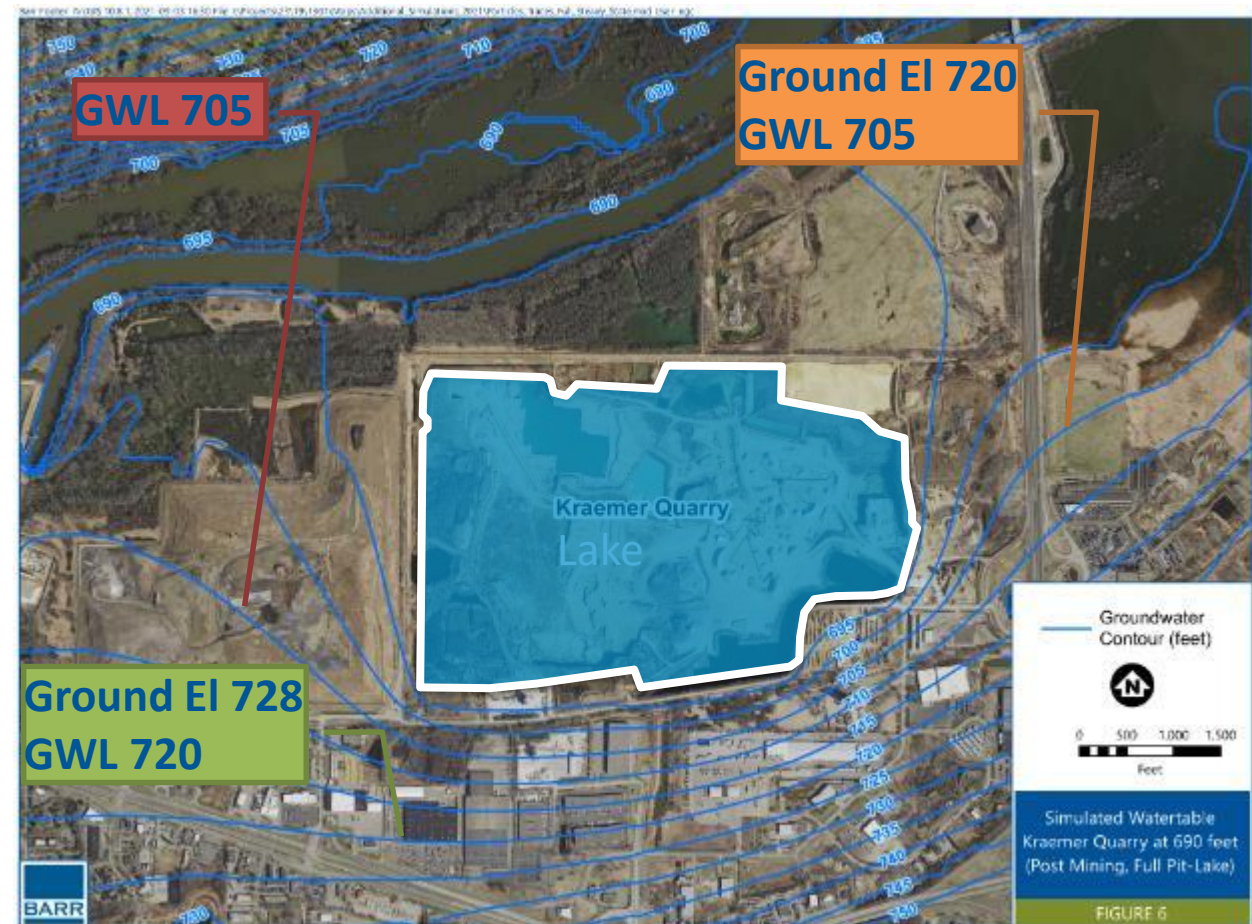 750
740
730
720
710
700
695
680
690
705
700
GWL 705
Ground El 720
GWL 705
690
695
690
Kraemer Quarry
Lake
695
700
705
710
715
720
725
730
735
740
745
750
750
Ground El 728
GWL 720
Groundwater
Contour (feet)
N
0 500 1,000 1,500
Feet
Simulated Watertable
Kraemer Quarry at 690 feet
(Post Mining, Full Pit-Lake)
FIGURE 6
BARR